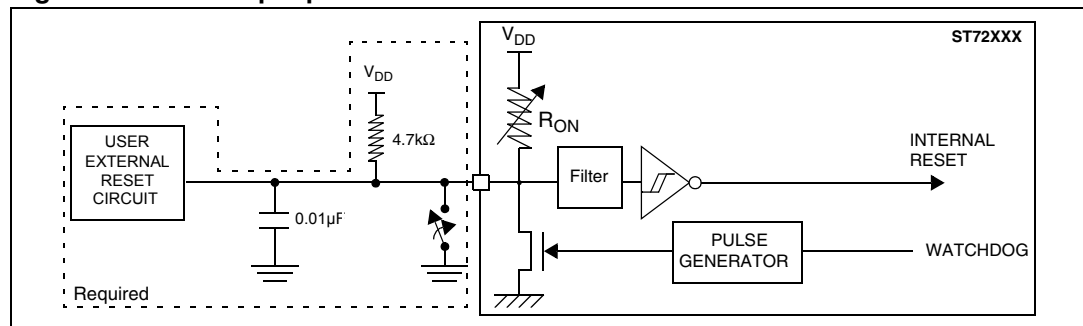 ST72XXX
VDD
VDD
RON
4.7kΩ
USER
EXTERNAL
RESET
CIRCUIT
0.01µF
Filter
INTERNAL
RESET
PULSE
GENERATOR
WATCHDOG
Required